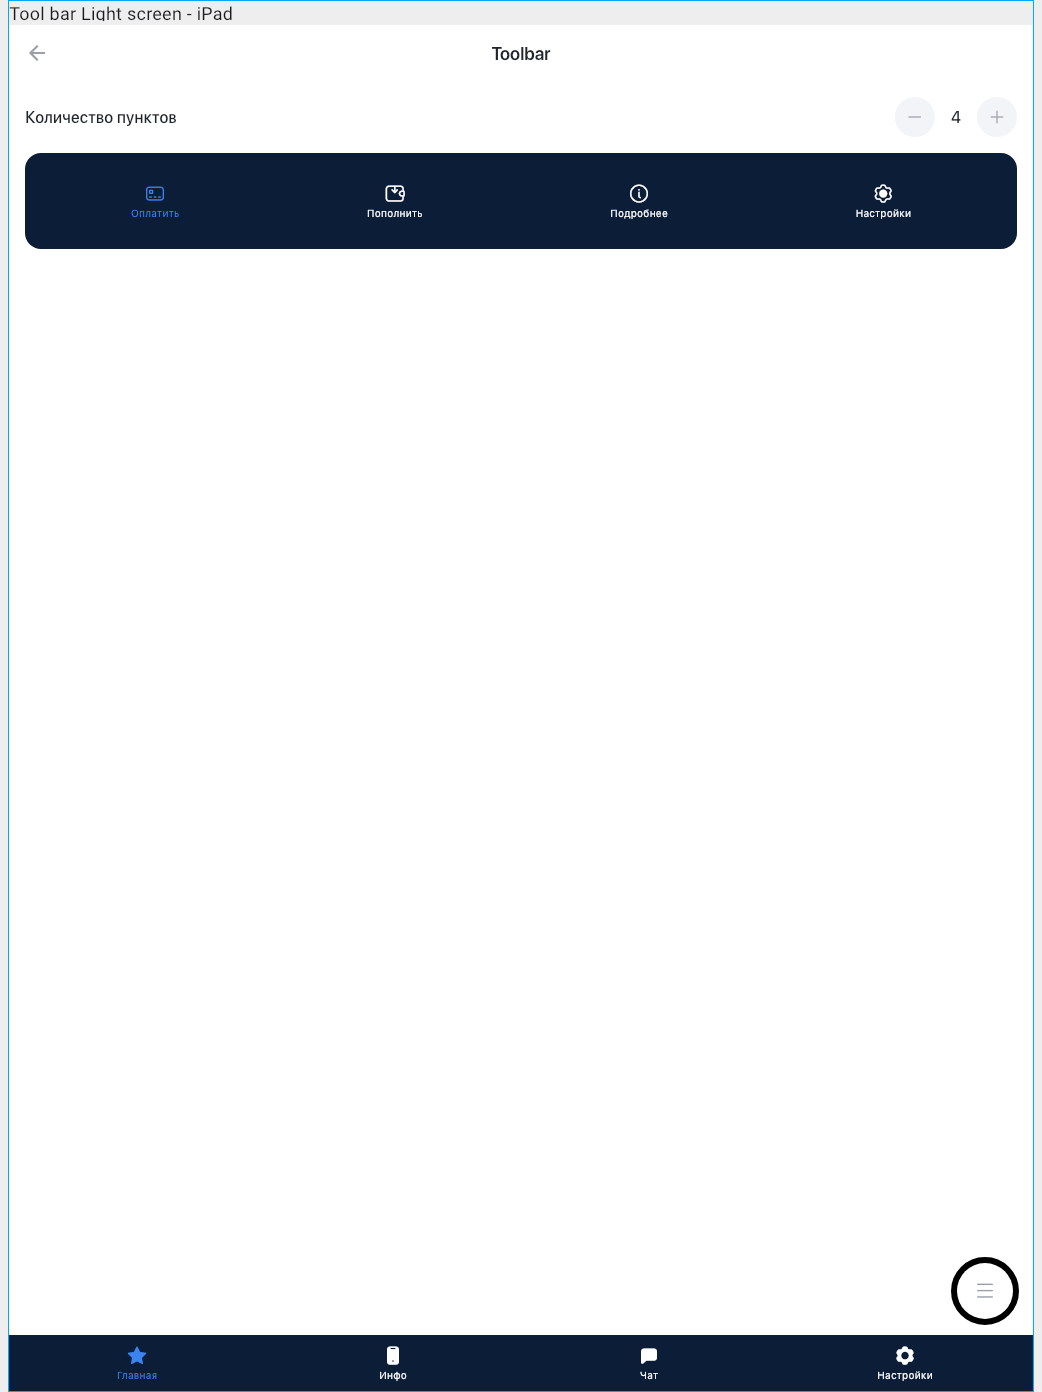 Tool bar Light screen - iPad
Toolbar
Количество пунктов 4
Оплатить Пополнить Подробнее Настройки
Главная Инфо Чат Настройки